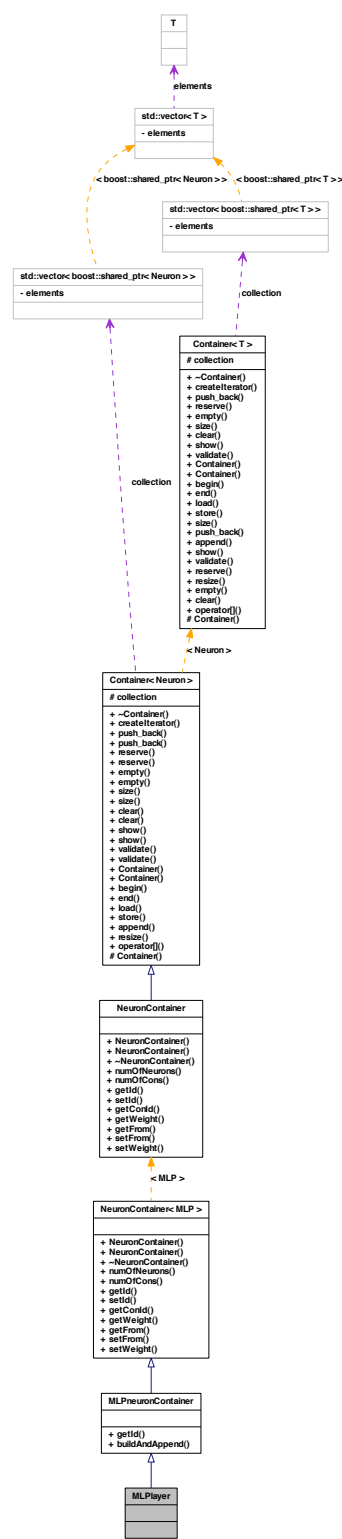 T
elements
std::vector< T >
- elements
< boost::shared_ptr< Neuron >>
< boost::shared_ptr< T >>
std::vector< boost::shared_ptr< T >>
- elements
std::vector< boost::shared_ptr< Neuron >>
- elements
collection
collection
Container< T >
# collection
+ ~Container()
+ createIterator()
+ push_back()
+ reserve()
+ empty()
+ size()
+ clear()
+ show()
+ validate()
+ Container()
+ Container()
+ begin()
+ end()
+ load()
+ store()
+ size()
+ push_back()
+ append()
+ show()
+ validate()
+ reserve()
+ resize()
+ empty()
+ clear()
+ operator[]()
# Container()
< Neuron >
Container< Neuron >
# collection
+ ~Container()
+ createIterator()
+ push_back()
+ push_back()
+ reserve()
+ reserve()
+ empty()
+ empty()
+ size()
+ size()
+ clear()
+ clear()
+ show()
+ show()
+ validate()
+ validate()
+ Container()
+ Container()
+ begin()
+ end()
+ load()
+ store()
+ append()
+ resize()
+ operator[]()
# Container()
NeuronContainer
+ NeuronContainer()
+ NeuronContainer()
+ ~NeuronContainer()
+ numOfNeurons()
+ numOfCons()
+ getId()
+ setId()
+ getConId()
+ getWeight()
+ getFrom()
+ setFrom()
+ setWeight()
< MLP >
NeuronContainer< MLP >
+ NeuronContainer()
+ NeuronContainer()
+ ~NeuronContainer()
+ numOfNeurons()
+ numOfCons()
+ getId()
+ setId()
+ getConId()
+ getWeight()
+ getFrom()
+ setFrom()
+ setWeight()
MLPneuronContainer
+ getId()
+ buildAndAppend()
MLPlayer